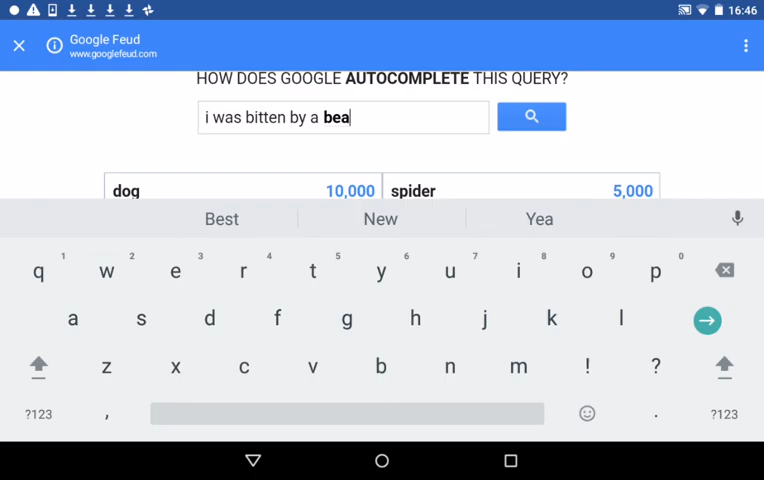 16:46
Google Feud
www.googlefeud.com
HOW DOES GOOGLE AUTOCOMPLETE THIS QUERY?
i was bitten by a bea
dog 10,000 spider 5,000
Best New Yea
1 2 3 4 5 6 7 8 9 0
q w e r t y u i o p
a s d f g h j k l
z x c v b n m ! ?
?123 , . ?123